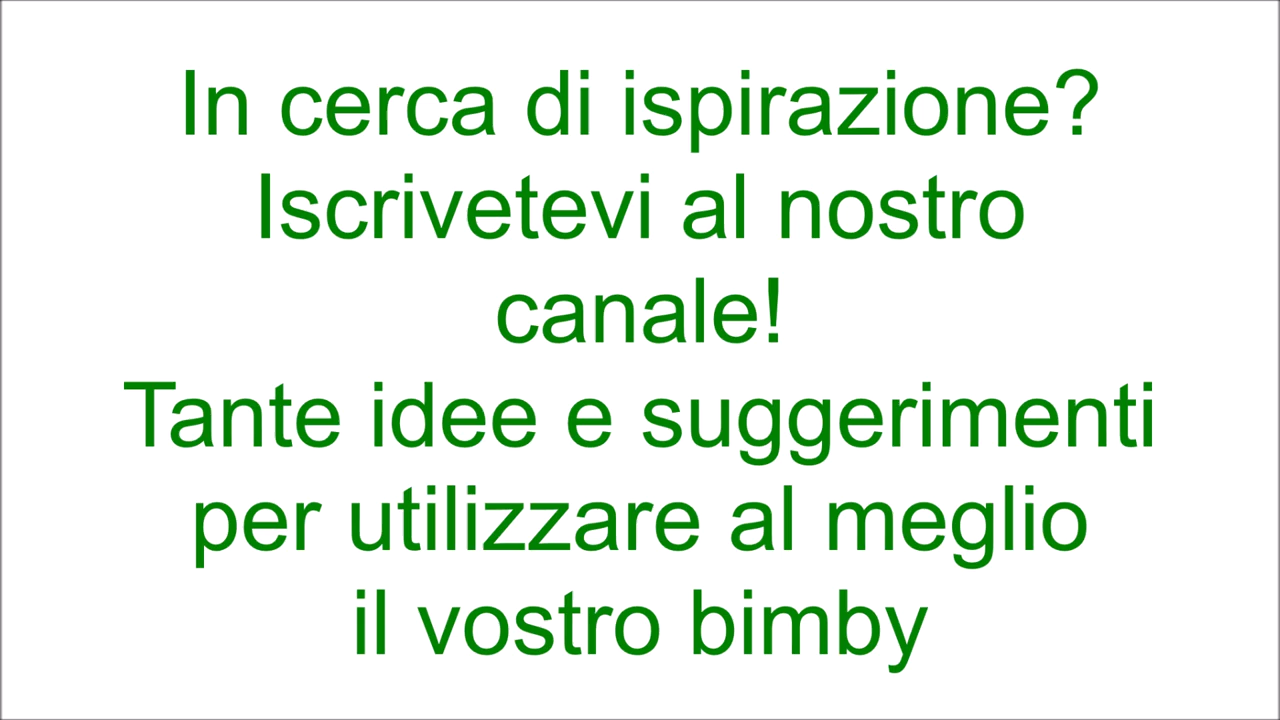 In cerca di ispirazione?
Iscrivetevi al nostro
canale!
Tante idee e suggerimenti
per utilizzare al meglio
il vostro bimby